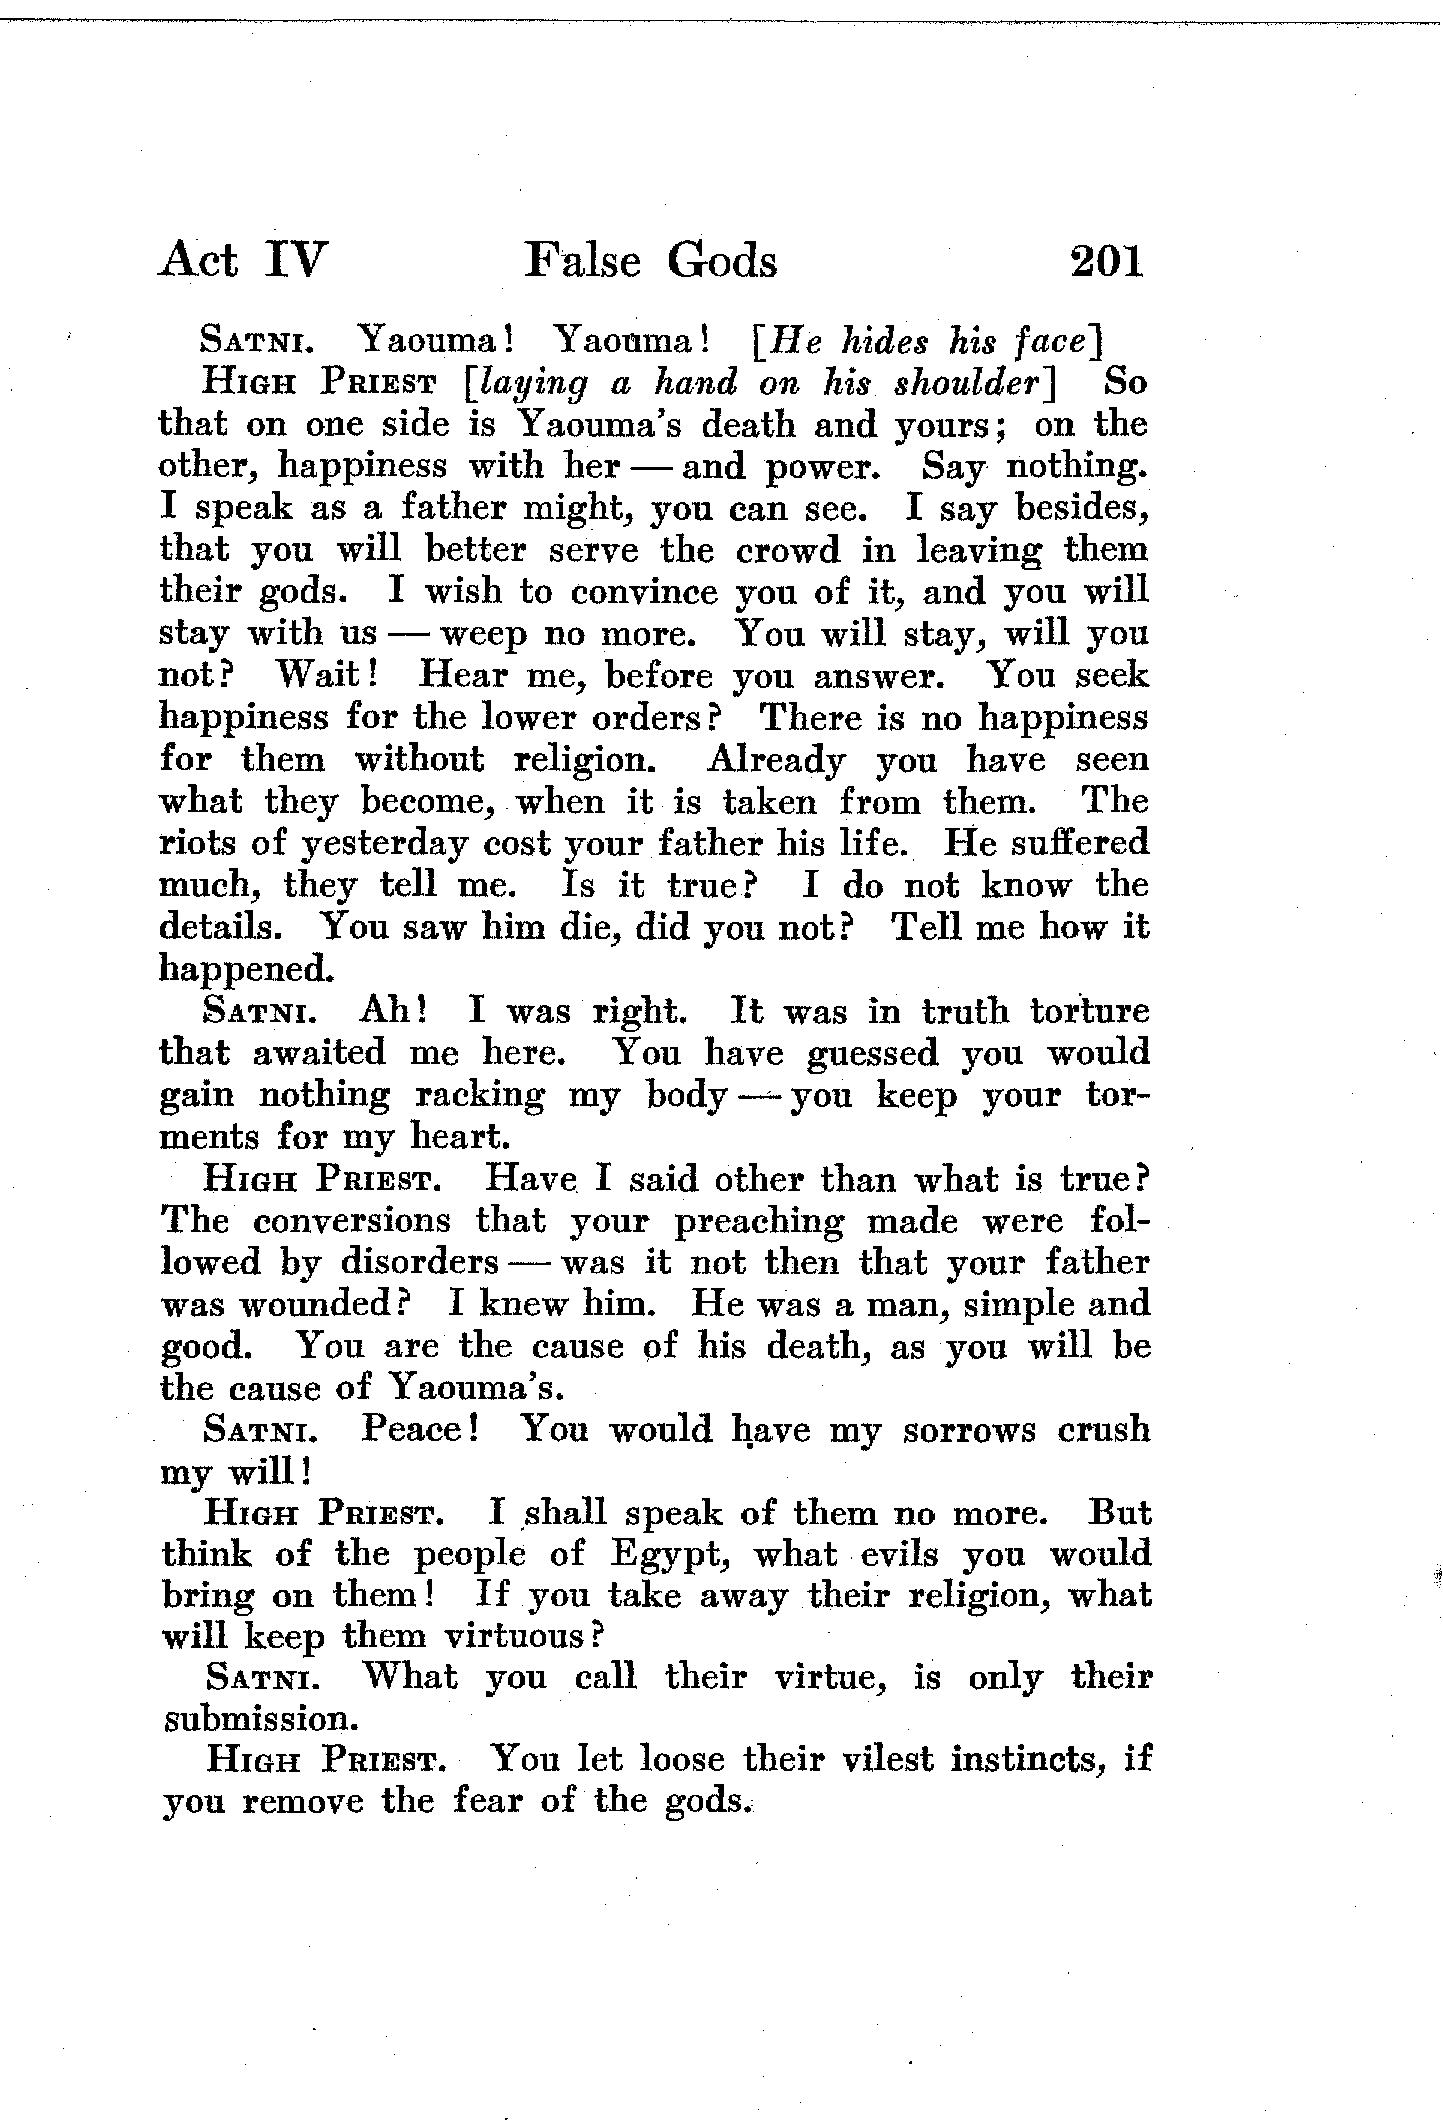 Act IV False Gods 201
SATNI. Yaouma! Yaouma! [He hides his face]
HIGH PRIEST [laying a hand on his shoulder] So
that on one side is Yaouma's death and yours; on the
other, happiness with her — and power. Say nothing.
I speak as a father might, you can see. I say besides,
that you will better serve the crowd in leaving them
their gods. I wish to convince you of it, and you will
stay with us — weep no more. You will stay, will you
not? Wait! Hear me, before you answer. You seek
happiness for the lower orders? There is no happiness
for them without religion. Already you have seen
what they become, when it is taken from them. The
riots of yesterday cost your father his life. He suffered
much, they tell me. Is it true? I do not know the
details. You saw him die, did you not? Tell me how it
happened.
SATNI. Ah! I was right. It was in truth torture
that awaited me here. You have guessed you would
gain nothing racking my body — you keep your tor-
ments for my heart.
HIGH PRIEST. Have I said other than what is true?
The conversions that your preaching made were fol-
lowed by disorders — was it not then that your father
was wounded? I knew him. He was a man, simple and
good. You are the cause of his death, as you will be
the cause of Yaouma's.
SATNI. Peace! You would have my sorrows crush
my will!
HIGH PRIEST. I shall speak of them no more. But
think of the people of Egypt, what evils you would
bring on them! If you take away their religion, what
will keep them virtuous?
SATNI. What you call their virtue, is only their
submission.
HIGH PRIEST. You let loose their vilest instincts, if
you remove the fear of the gods.